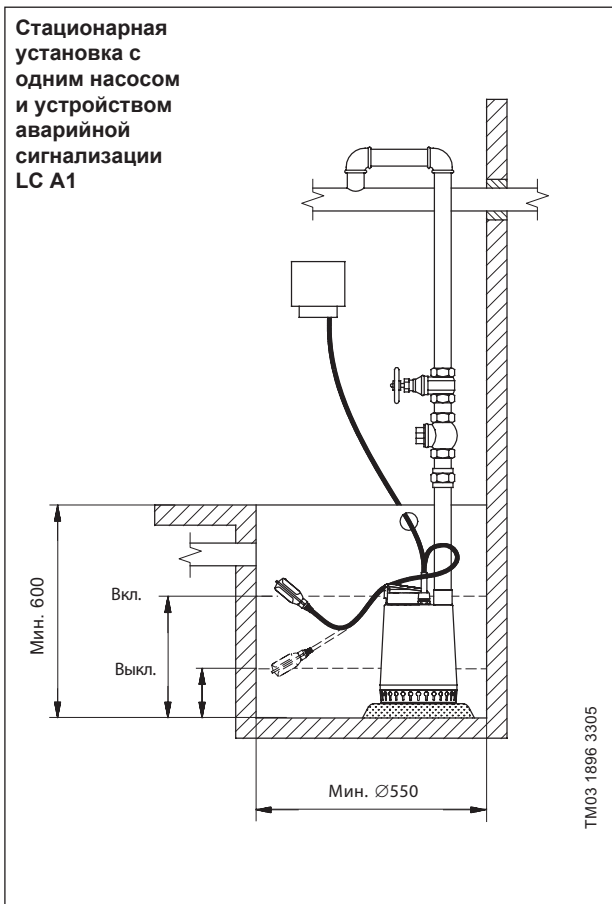 Стационарная
установка с
одним насосом
и устройством
аварийной
сигнализации
LC A1
Мин. 600
Вкл.
Выкл.
Мин. ∅550
TM03 1896 3305